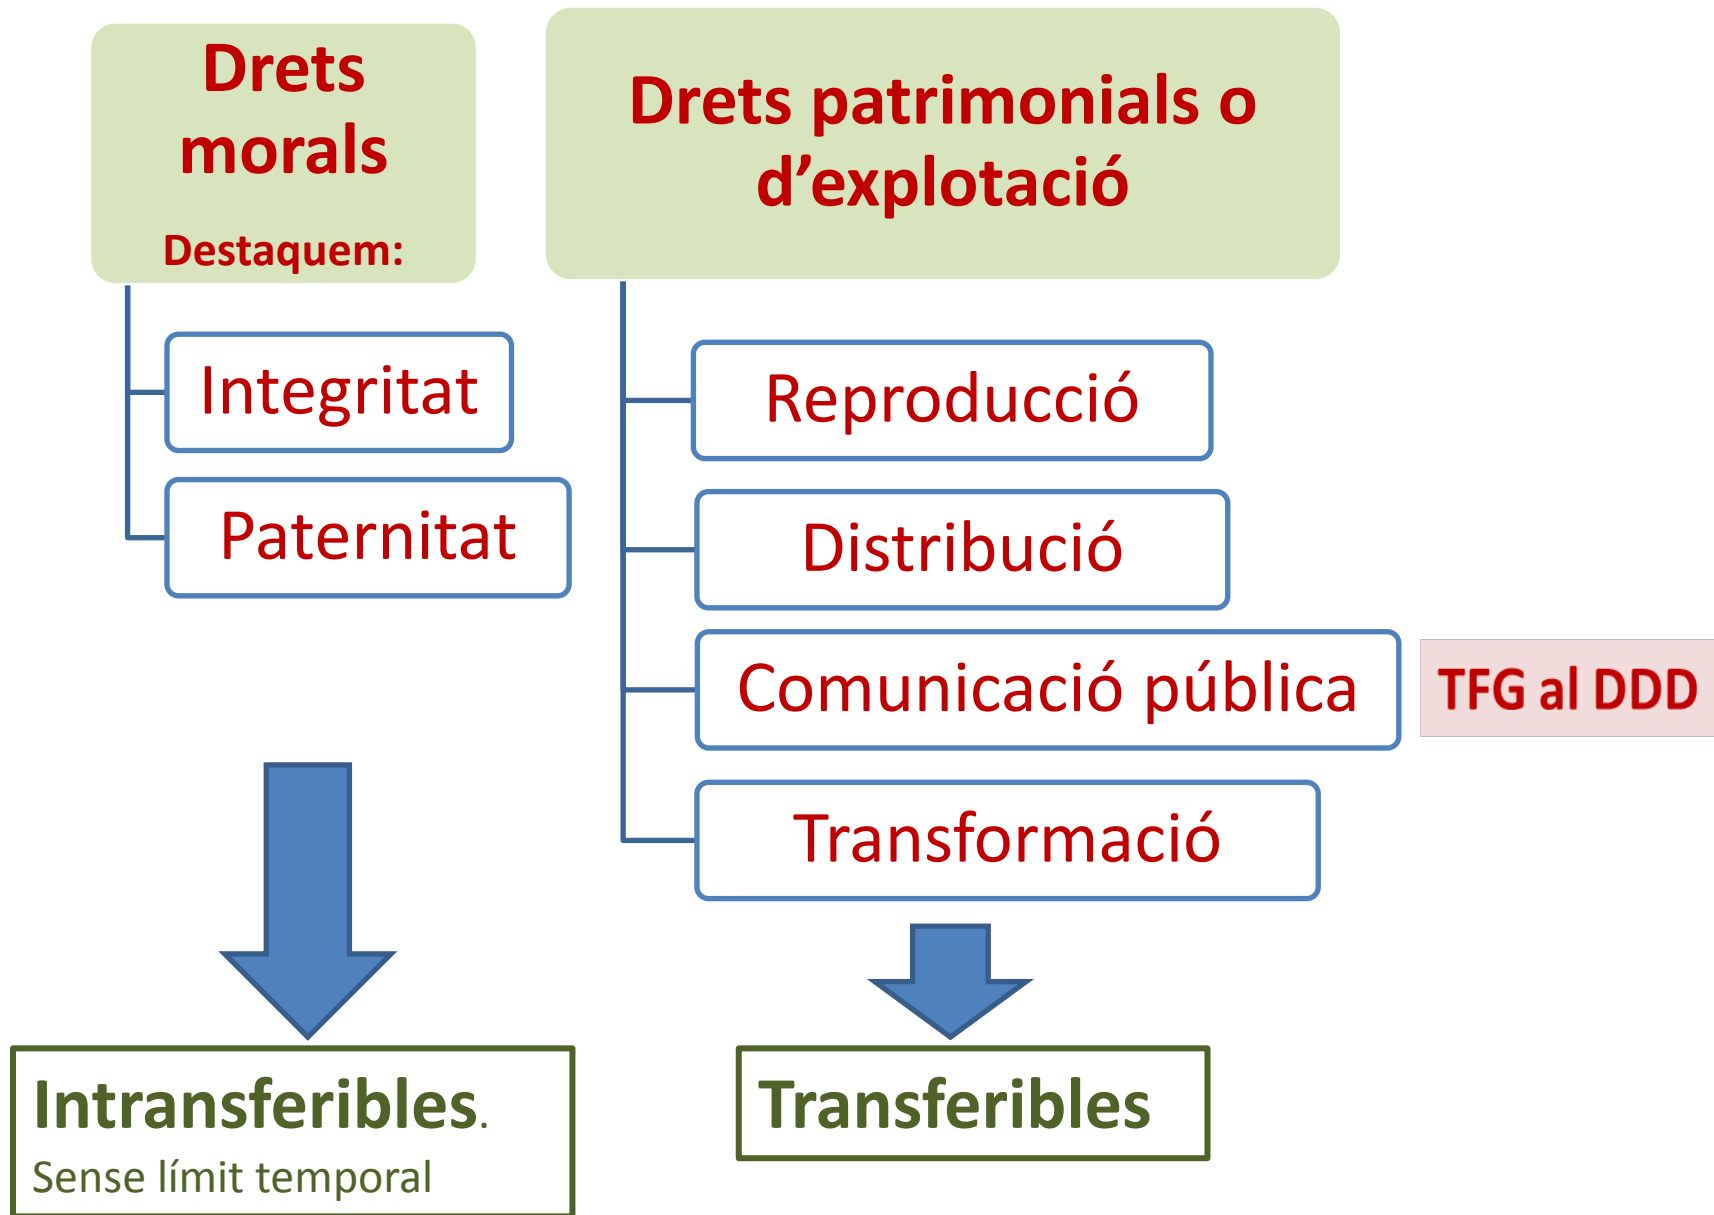 Drets
morals
Destaquem:
Integritat
Paternitat
Intransferibles.
Sense límit temporal
Drets patrimonials o
d’explotació
Reproducció
Distribució
Comunicació pública
TFG al DDD
Transformació
Transferibles